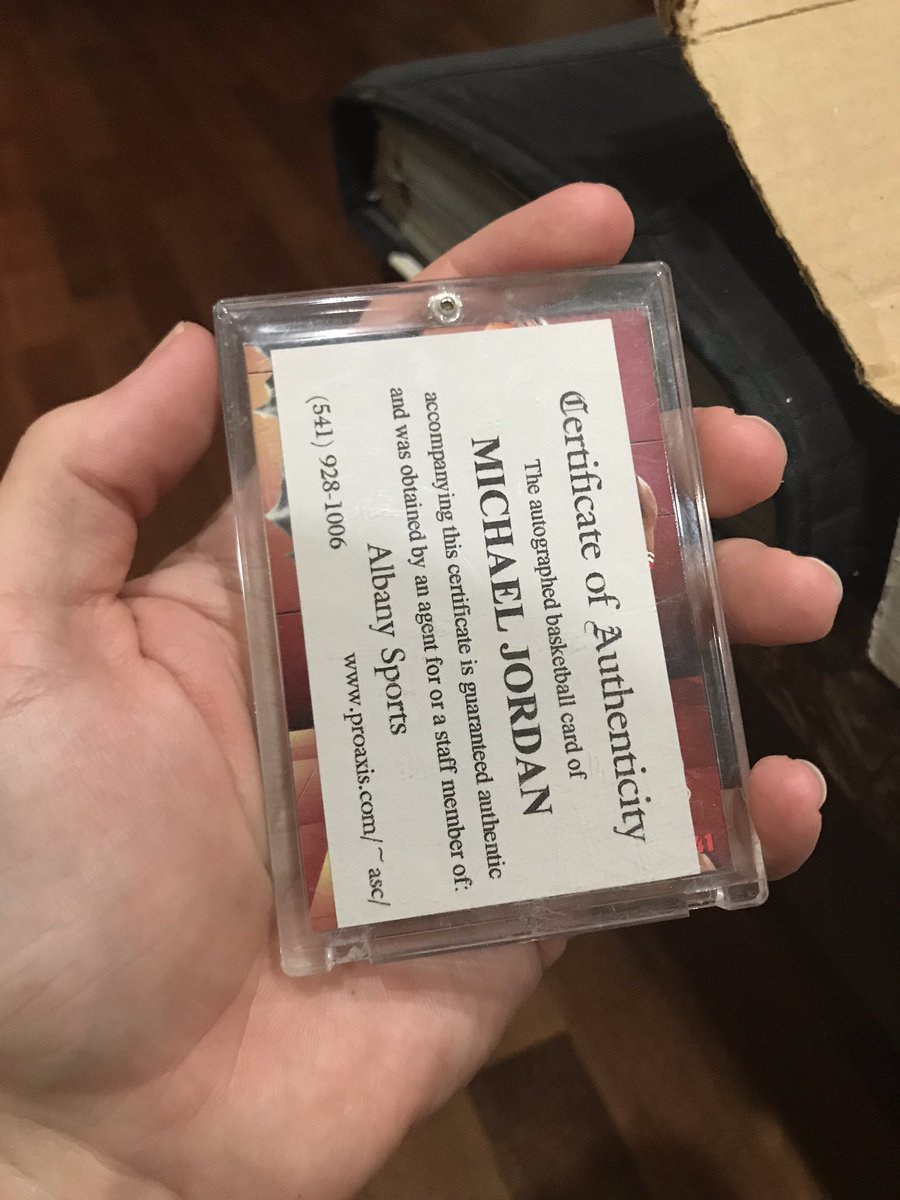 Certificate of Authenticity
The autographed basketball card of
MICHAEL JORDAN
accompanying this certificate is guaranteed authentic
and was obtained by an agent for or a staff member of:
Albany Sports
(541) 928-1006 www.proaxis.com/~asc/